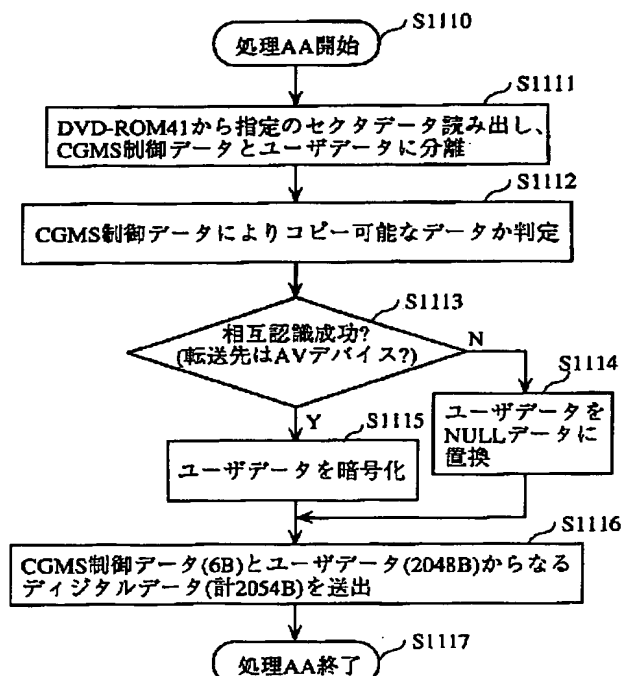 S1110
処理AA開始
S1111
DVD-ROM41から指定のセクタデータ読み出し、
CGMS制御データとユーザデータに分離
S1112
CGMS制御データによりコピー可能なデータか判定
S1113
相互認識成功?
(転送先はAVデバイス?)
N
S1114
ユーザデータを
NULLデータに
置換
Y
S1115
ユーザデータを暗号化
S1116
CGMS制御データ(6B)とユーザデータ(2048B)からなる
ディジタルデータ(計2054B)を送出
S1117
処理AA終了